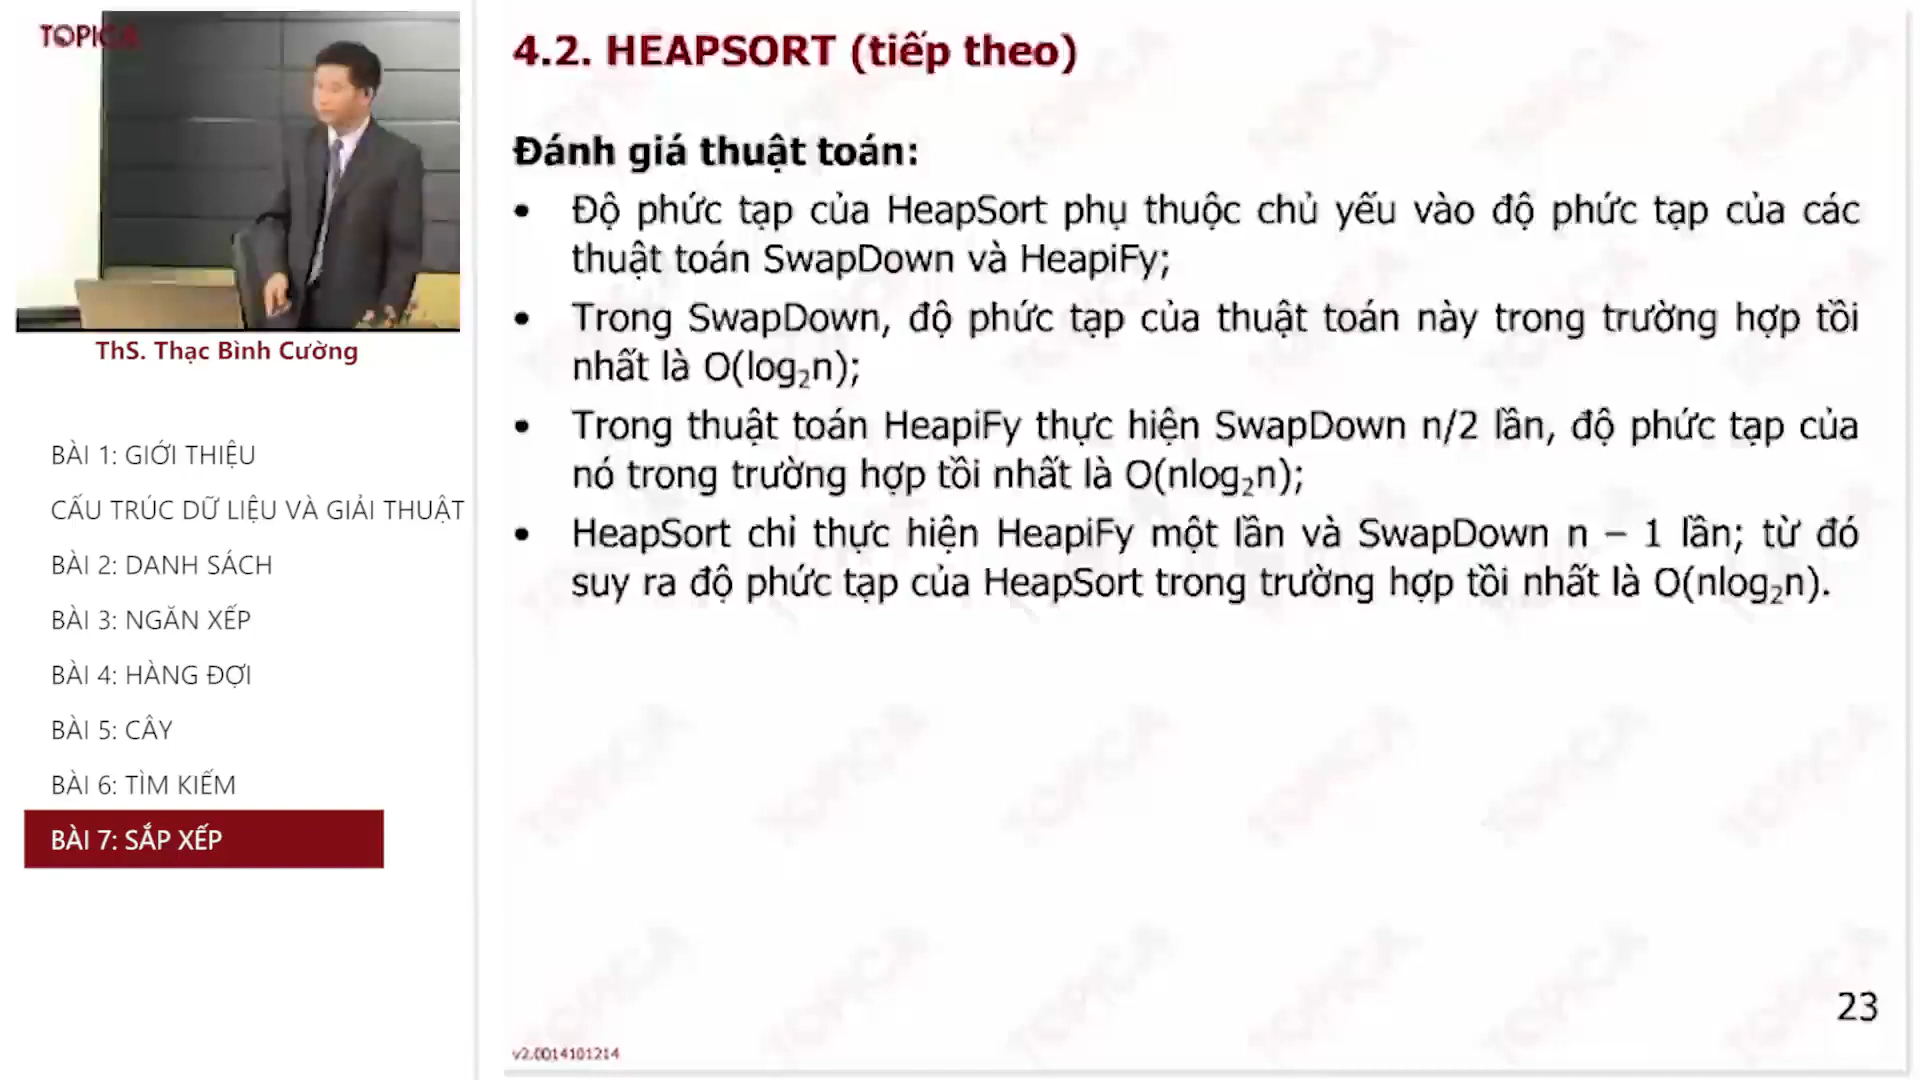 TOPICA
ThS. Thạc Bình Cường
BÀI 1: GIỚI THIỆU
CẤU TRÚC DỮ LIỆU VÀ GIẢI THUẬT
BÀI 2: DANH SÁCH
BÀI 3: NGĂN XẾP
BÀI 4: HÀNG ĐỢI
BÀI 5: CÂY
BÀI 6: TÌM KIẾM
BÀI 7: SẮP XẾP
4.2. HEAPSORT (tiếp theo)
Đánh giá thuật toán:
• Độ phức tạp của HeapSort phụ thuộc chủ yếu vào độ phức tạp của các
thuật toán SwapDown và HeapiFy;
• Trong SwapDown, độ phức tạp của thuật toán này trong trường hợp tồi
nhất là O(log₂n);
• Trong thuật toán HeapiFy thực hiện SwapDown n/2 lần, độ phức tạp của
nó trong trường hợp tồi nhất là O(nlog₂n);
• HeapSort chỉ thực hiện HeapiFy một lần và SwapDown n – 1 lần; từ đó
suy ra độ phức tạp của HeapSort trong trường hợp tồi nhất là O(nlog₂n).
23
v2.0014101214